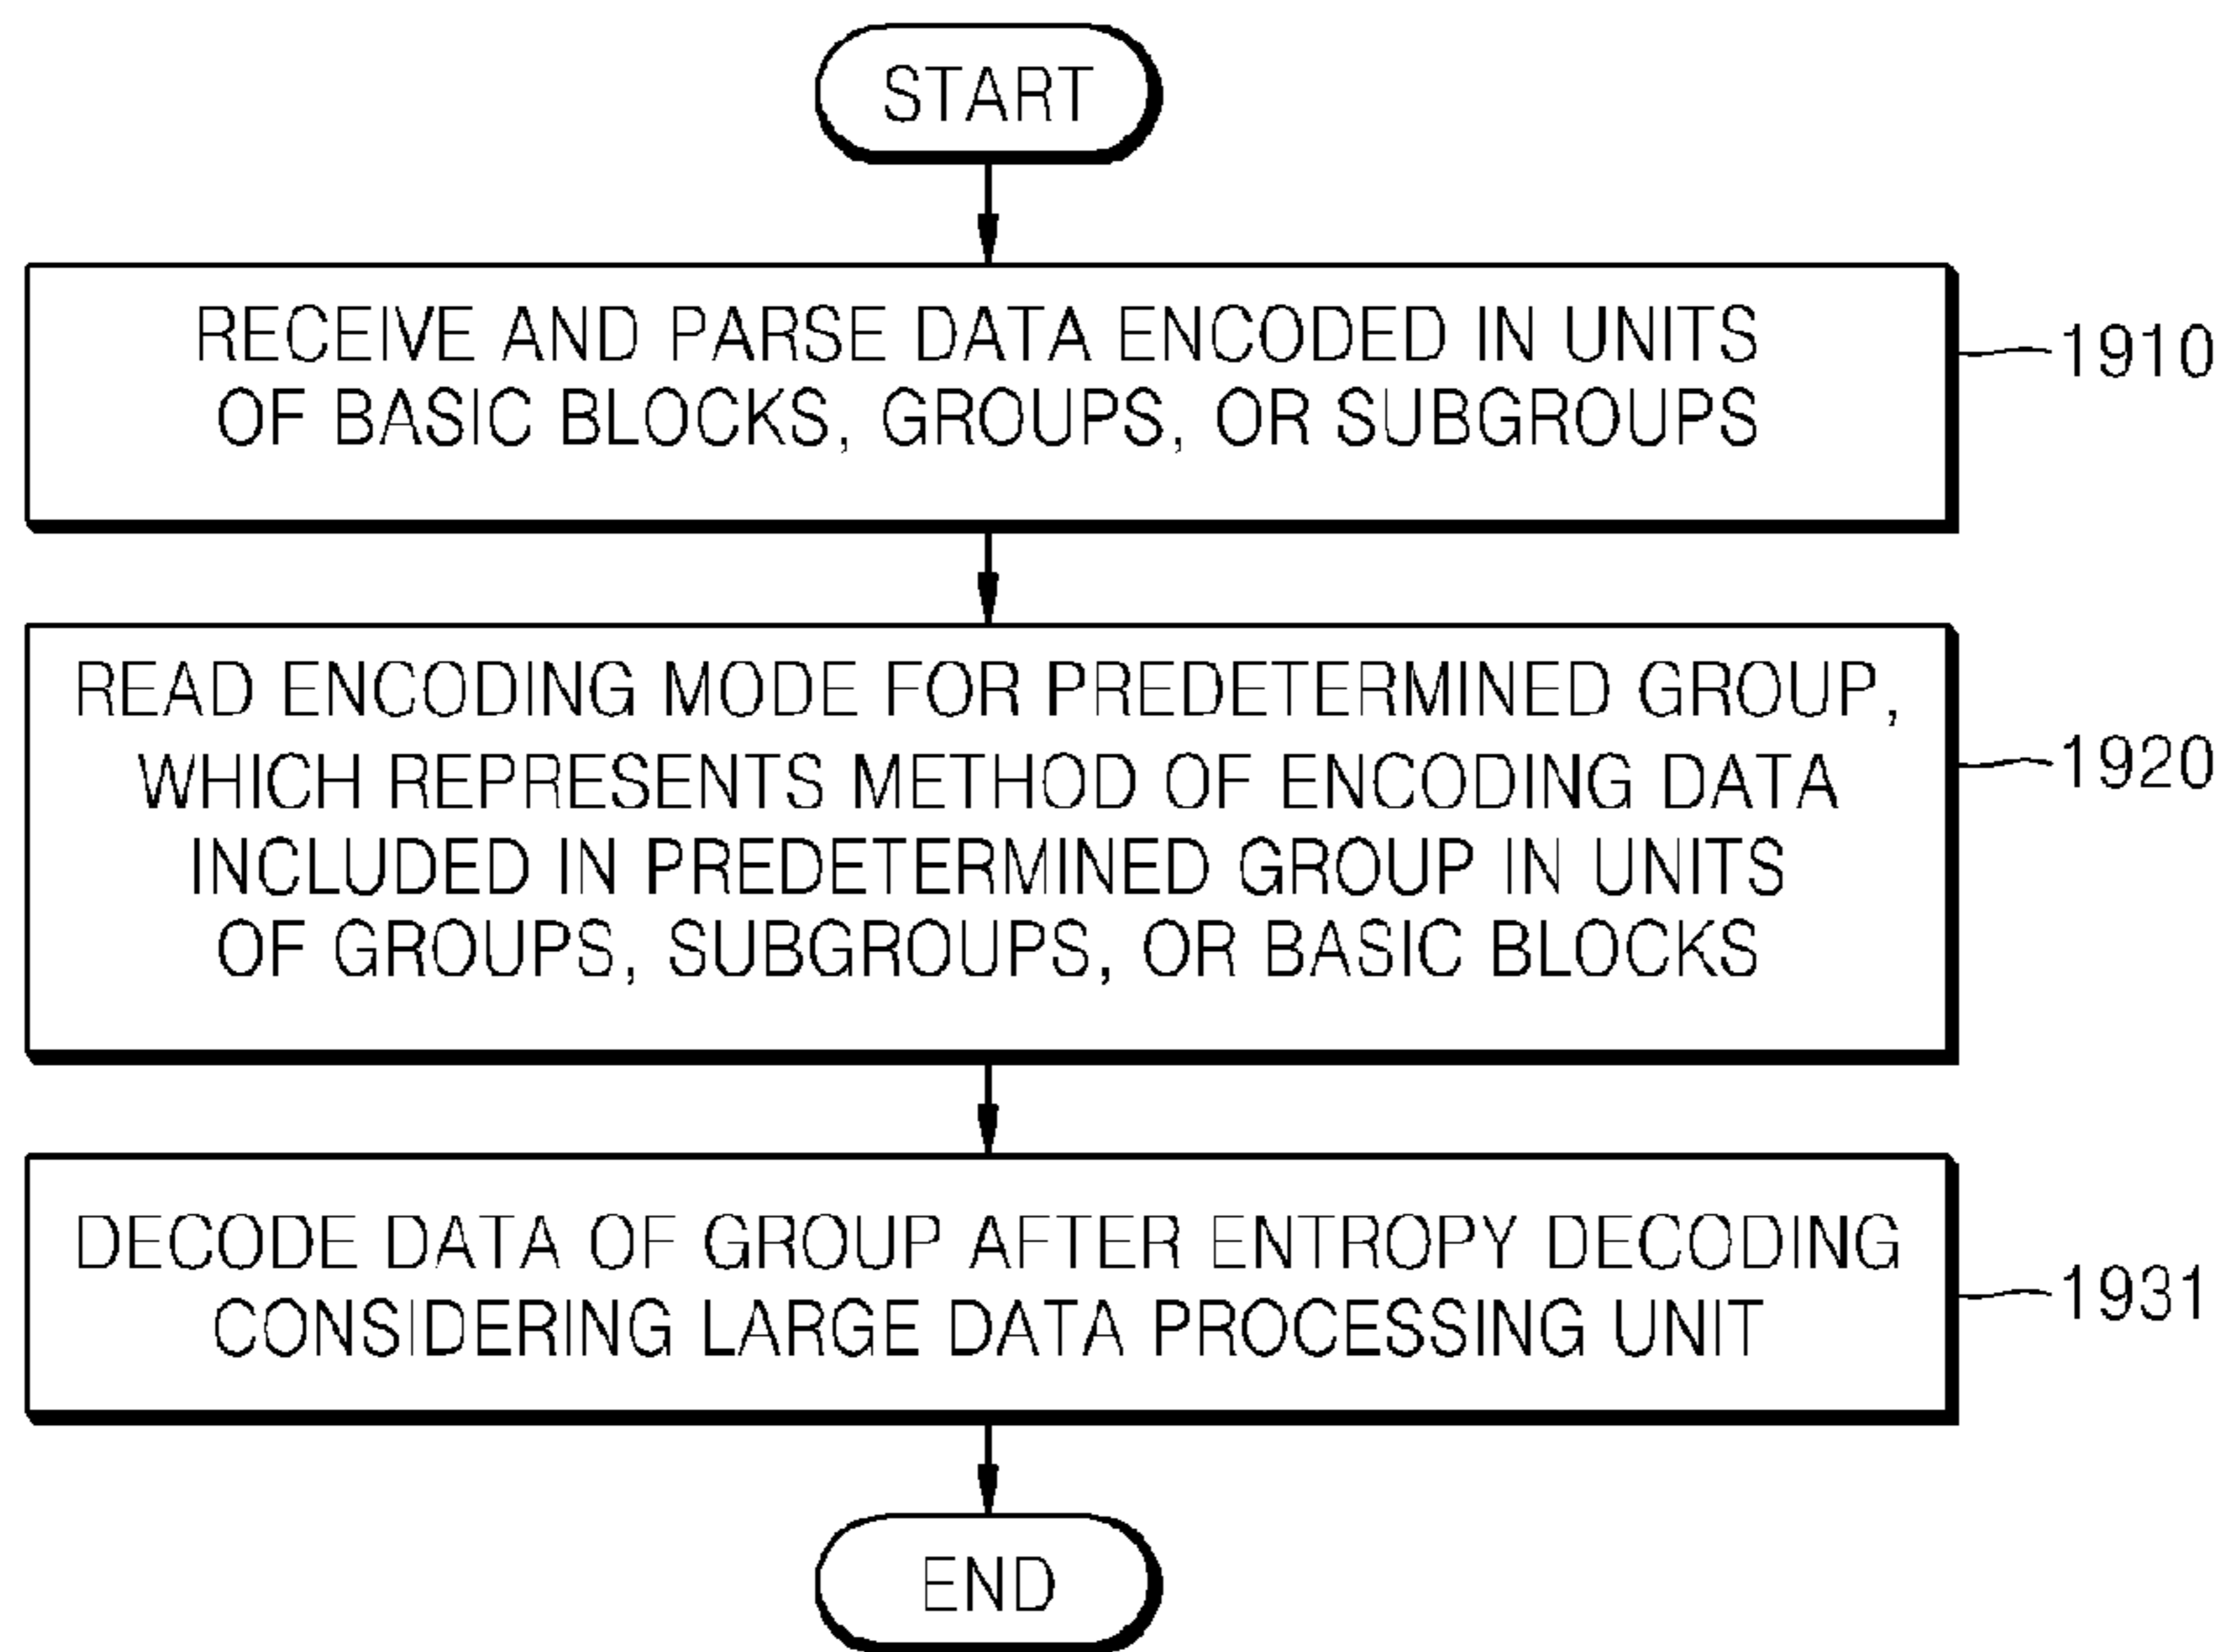 START
RECEIVE AND PARSE DATA ENCODED IN UNITS
OF BASIC BLOCKS, GROUPS, OR SUBGROUPS
1910
READ ENCODING MODE FOR PREDETERMINED GROUP,
WHICH REPRESENTS METHOD OF ENCODING DATA
INCLUDED IN PREDETERMINED GROUP IN UNITS
OF GROUPS, SUBGROUPS, OR BASIC BLOCKS
1920
DECODE DATA OF GROUP AFTER ENTROPY DECODING
CONSIDERING LARGE DATA PROCESSING UNIT
1931
END